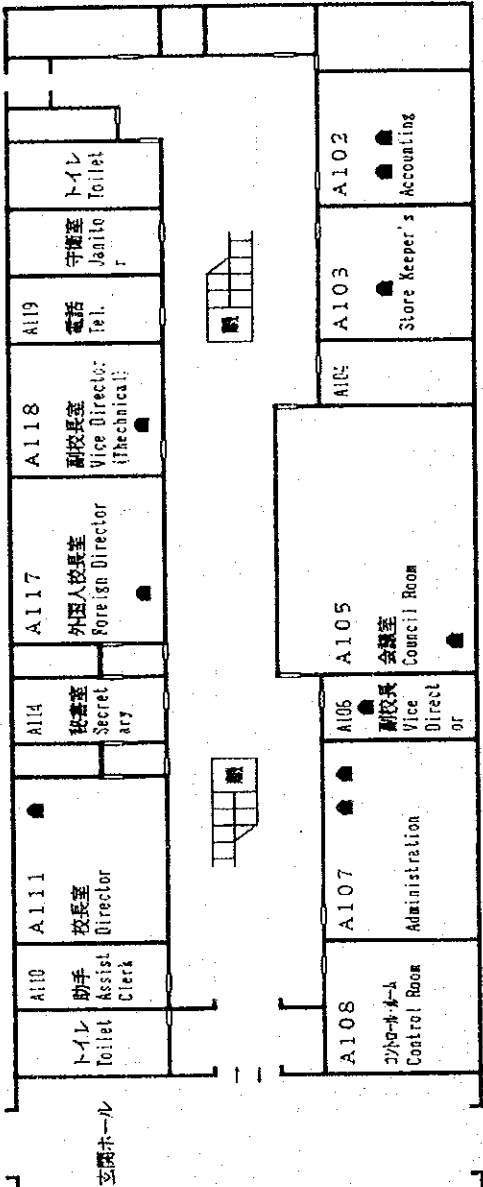 トイレ
Toilet
守衛室
Janito
r
A119
電話
Tel.
A118
副校長室
Vice Director
(Thechnical)
A117
外国人校長室
Foreign Director
A114
秘書室
Secret
ary
A111
校長室
Director
A110
助手
Assist
Clerk
トイレ
Toilet
玄関ホール
A102
Accounting
A103
Store Keeper's
A104
A105
会議室
Council Room
A106
副校長
Vice
Direct
or
A107
Administration
A108
コントロール・ルーム
Control Room